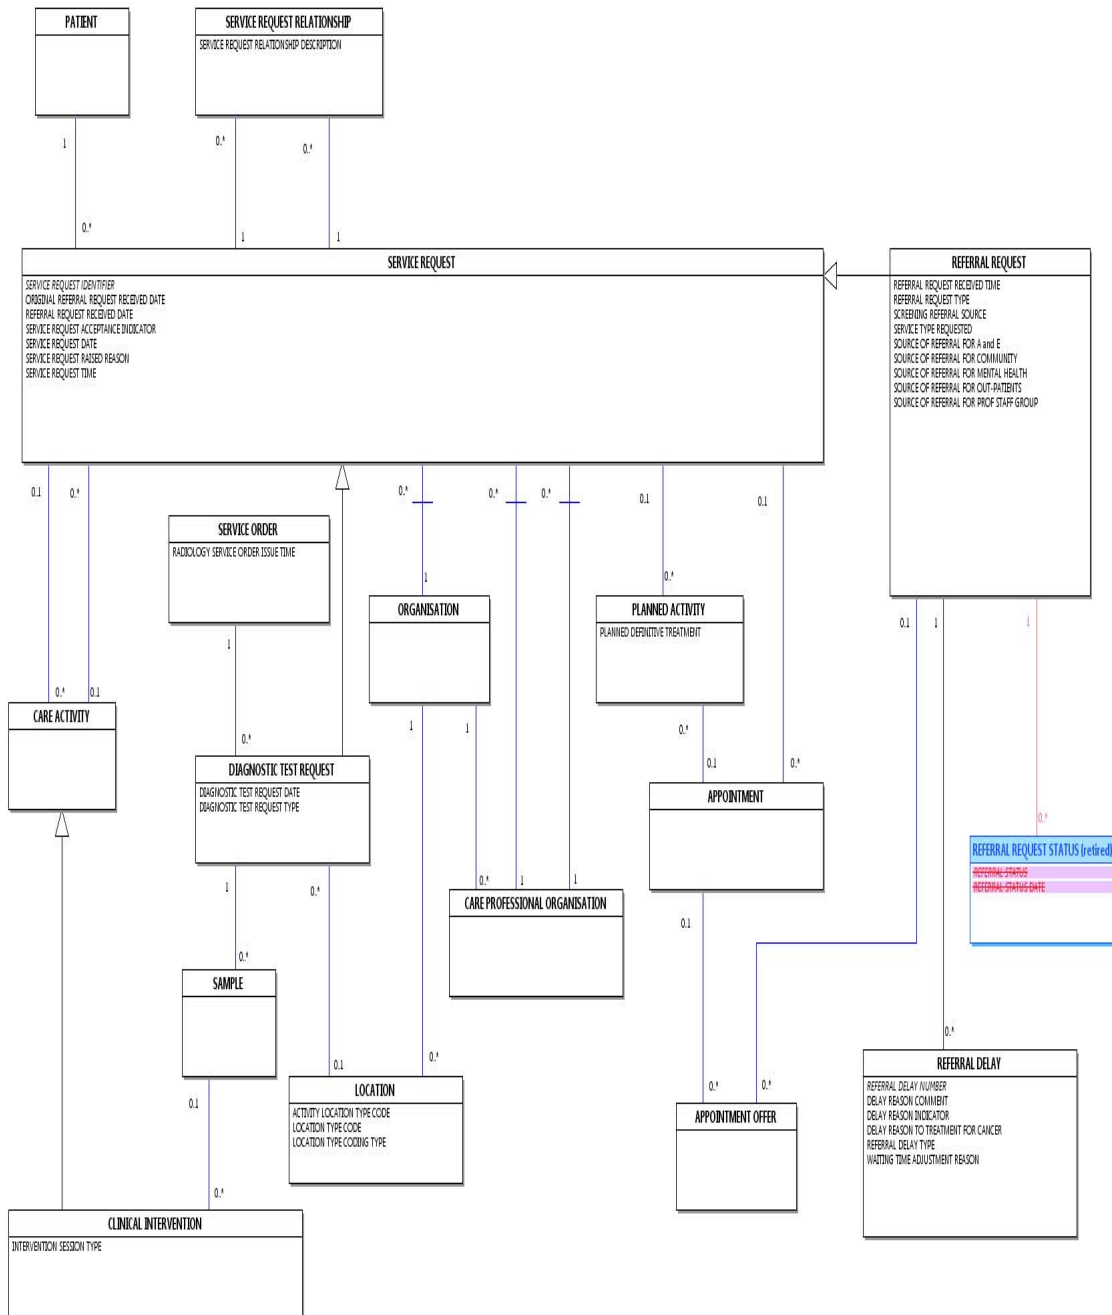 PATIENT
SERVICE REQUEST RELATIONSHIP
SERVICE REQUEST RELATIONSHIP DESCRIPTION
1
0..*
0..*
0..*
1
1
SERVICE REQUEST
SERVICE REQUEST IDENTIFIER
ORIGINAL REFERRAL REQUEST RECEIVED DATE
REFERRAL REQUEST RECEIVED DATE
SERVICE REQUEST ACCEPTANCE INDICATOR
SERVICE REQUEST DATE
SERVICE REQUEST RAISED REASON
SERVICE REQUEST TIME
REFERRAL REQUEST
REFERRAL REQUEST RECEIVED TIME
REFERRAL REQUEST TYPE
SCREENING REFERRAL SOURCE
SERVICE TYPE REQUESTED
SOURCE OF REFERRAL FOR A and E
SOURCE OF REFERRAL FOR COMMUNITY
SOURCE OF REFERRAL FOR MENTAL HEALTH
SOURCE OF REFERRAL FOR OUT-PATIENTS
SOURCE OF REFERRAL FOR PROF STAFF GROUP
0.1
0..*
0..*
0..*
0..*
0.1
0.1
SERVICE ORDER
RADIOLOGY SERVICE ORDER ISSUE TIME
1
0..*
ORGANISATION
PLANNED ACTIVITY
PLANNED DEFINITIVE TREATMENT
1
0.1
1
1
0..*
0.1
CARE ACTIVITY
1
1
0..*
0..*
0.1
0..*
DIAGNOSTIC TEST REQUEST
DIAGNOSTIC TEST REQUEST DATE
DIAGNOSTIC TEST REQUEST TYPE
APPOINTMENT
0..*
REFERRAL REQUEST STATUS (retired)
REFERRAL STATUS
REFERRAL STATUS DATE
1
0..*
0..*
1
1
CARE PROFESSIONAL ORGANISATION
0.1
0..*
SAMPLE
0..*
0..*
0.1
LOCATION
ACTIVITY LOCATION TYPE CODE
LOCATION TYPE CODE
LOCATION TYPE CODING TYPE
REFERRAL DELAY
REFERRAL DELAY NUMBER
DELAY REASON COMMENT
DELAY REASON INDICATOR
DELAY REASON TO TREATMENT FOR CANCER
REFERRAL DELAY TYPE
WAITING TIME ADJUSTMENT REASON
0..*
0..*
APPOINTMENT OFFER
0.1
0..*
CLINICAL INTERVENTION
INTERVENTION SESSION TYPE